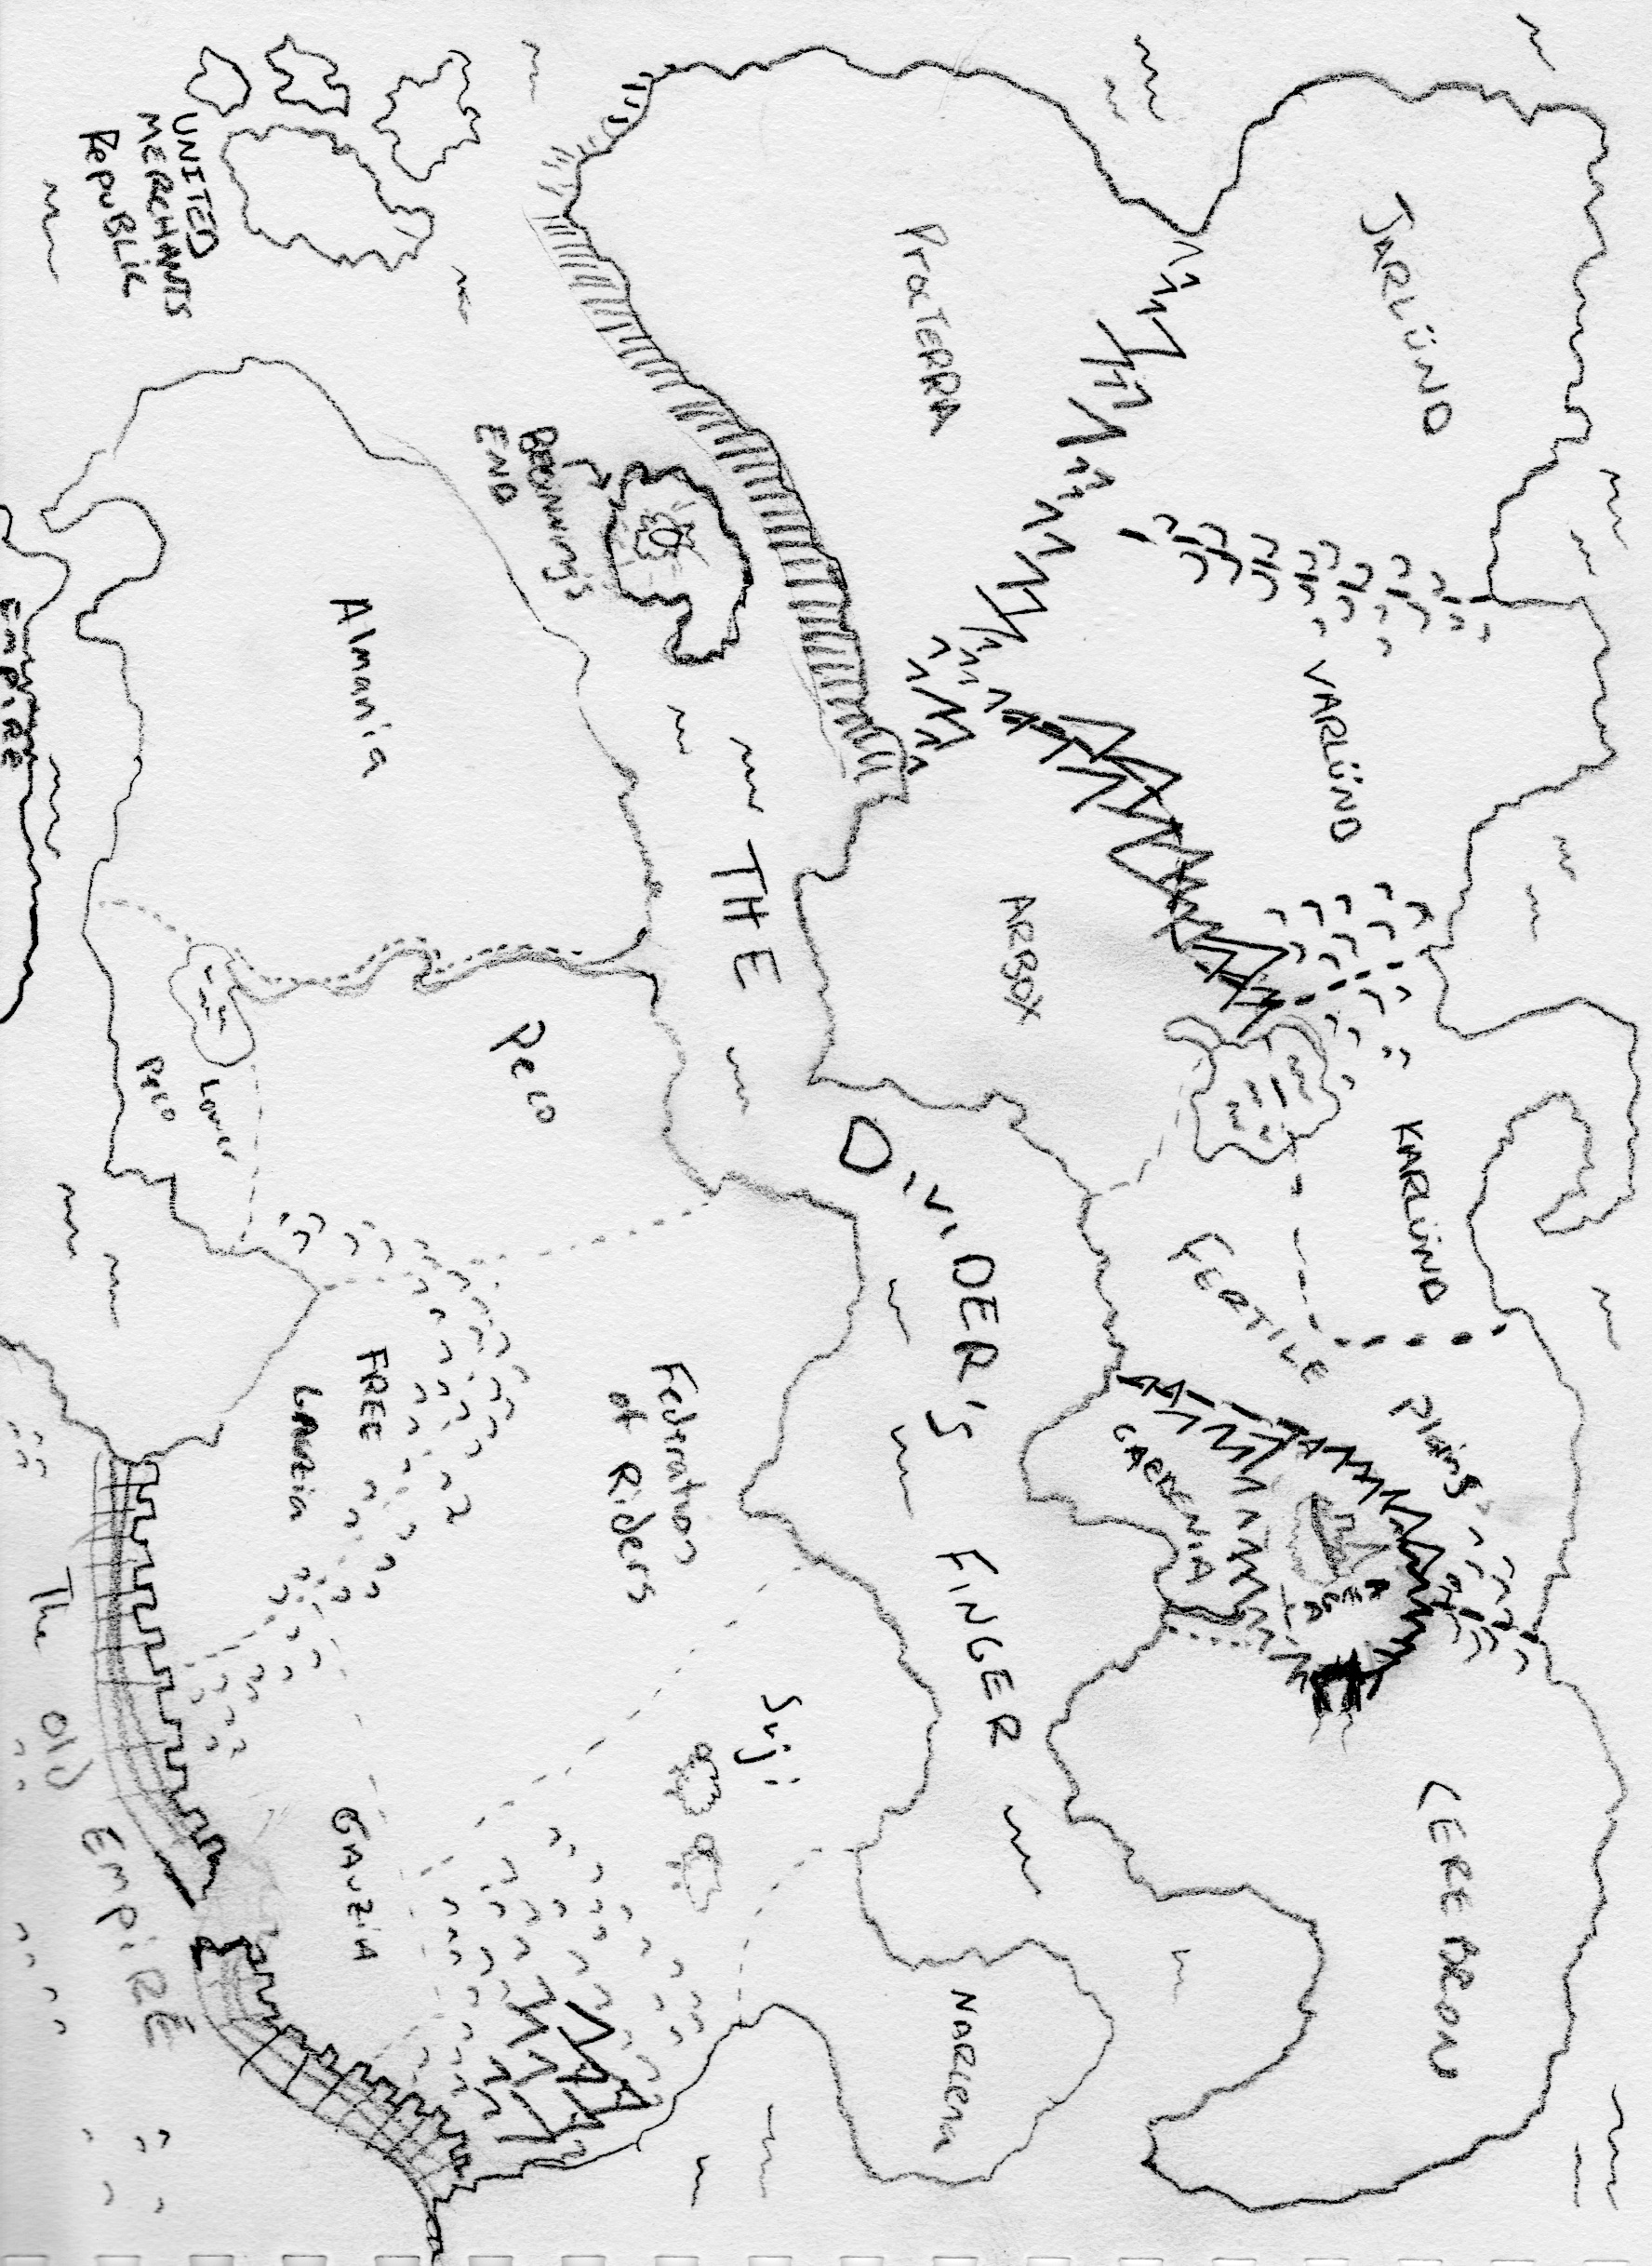 JARLÜND
VARLÜND
KARLÜND
FERTILE Plains
CEREBRON
GARDENIA
ProcTERRA
ARBOX
THE DIVIDER'S FINGER
NARCENA
Suji
Federation
of Riders
BEGINNING'S
END
Peco
Almania
FREE
GAUZIA
GAUZIA
Lower
Peco
UNITED
MERCHANTS
RepuBLIC
The Old EMPIRE
EMPIRE